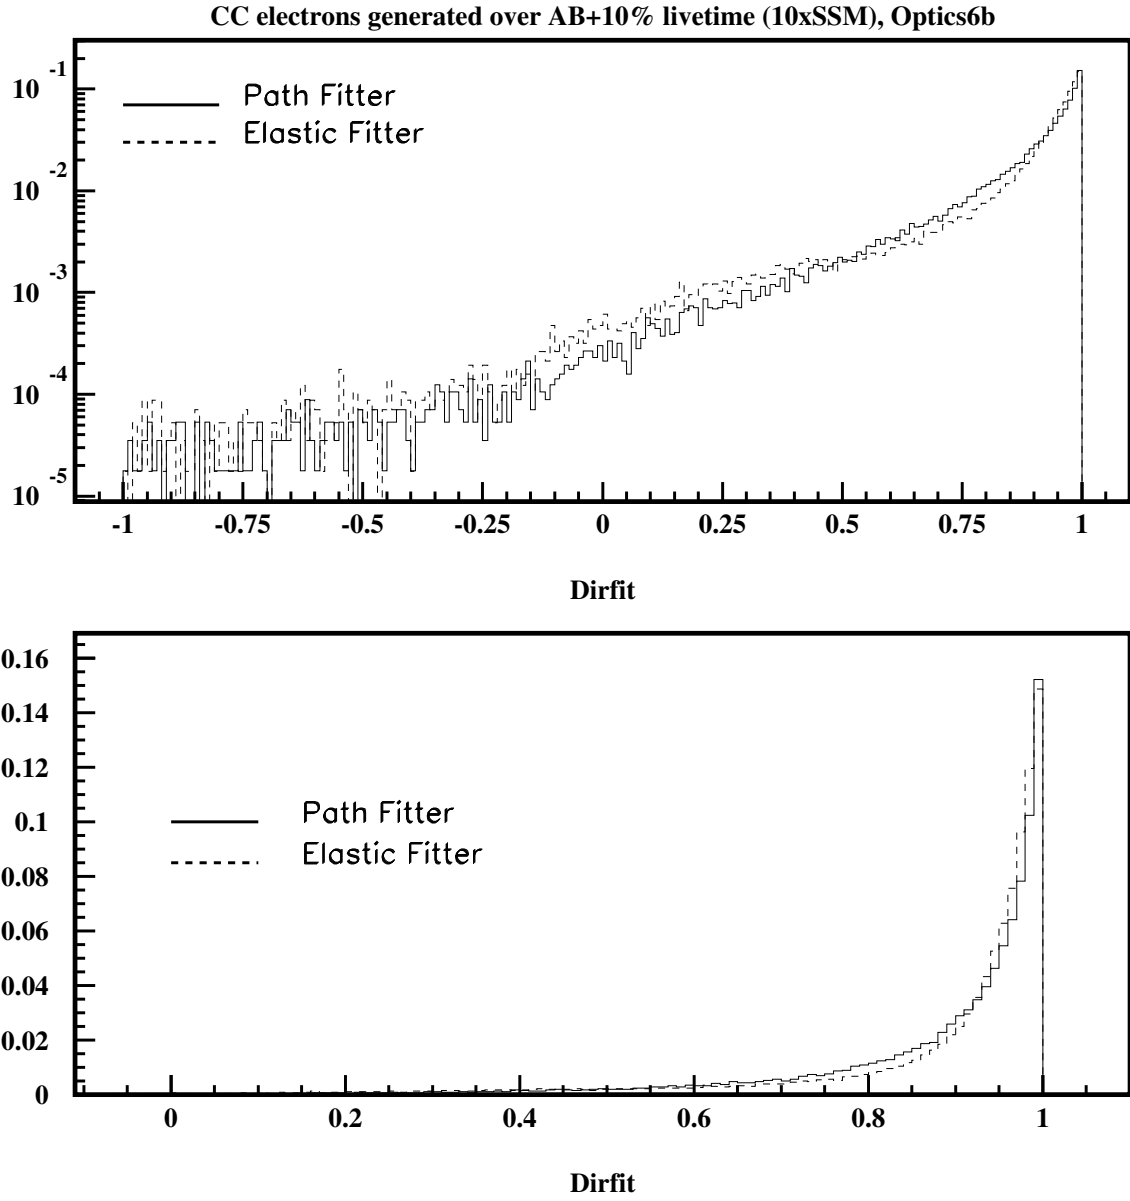 CC electrons generated over AB+10% livetime (10xSSM), Optics6b
10 -1
Path Fitter
Elastic Fitter
10 -2
10 -3
10 -4
10 -5
-1 -0.75 -0.5 -0.25 0 0.25 0.5 0.75 1
Dirfit
0.16
0.14
0.12
0.1
Path Fitter
Elastic Fitter
0.08
0.06
0.04
0.02
0
0 0.2 0.4 0.6 0.8 1
Dirfit